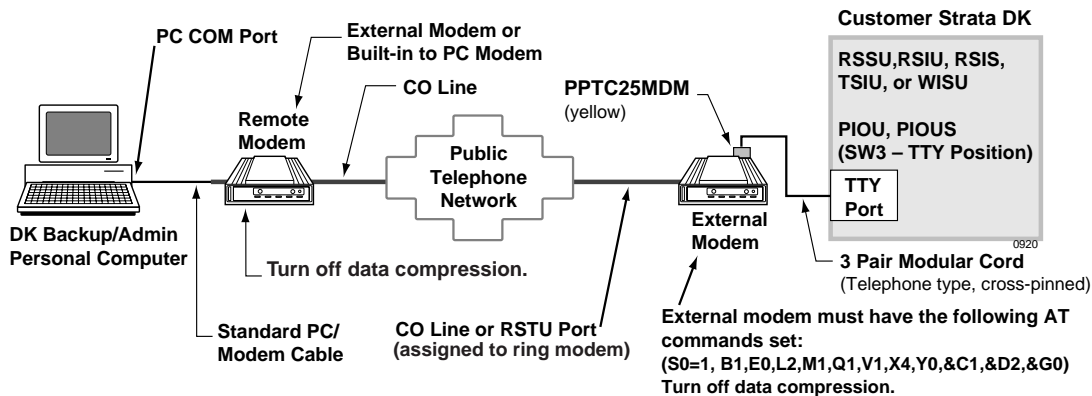 Customer Strata DK
PC COM Port
External Modem or
Built-in to PC Modem
CO Line
PPTC25MDM
(yellow)
RSSU,RSIU, RSIS,
TSIU, or WISU
PIOU, PIOUS
(SW3 – TTY Position)
Remote
Modem
Public
Telephone
Network
TTY
Port
External
Modem
DK Backup/Admin
Personal Computer
0920
Turn off data compression.
3 Pair Modular Cord
(Telephone type, cross-pinned)
Standard PC/
Modem Cable
CO Line or RSTU Port
(assigned to ring modem)
External modem must have the following AT
commands set:
(S0=1, B1,E0,L2,M1,Q1,V1,X4,Y0,&C1,&D2,&G0)
Turn off data compression.